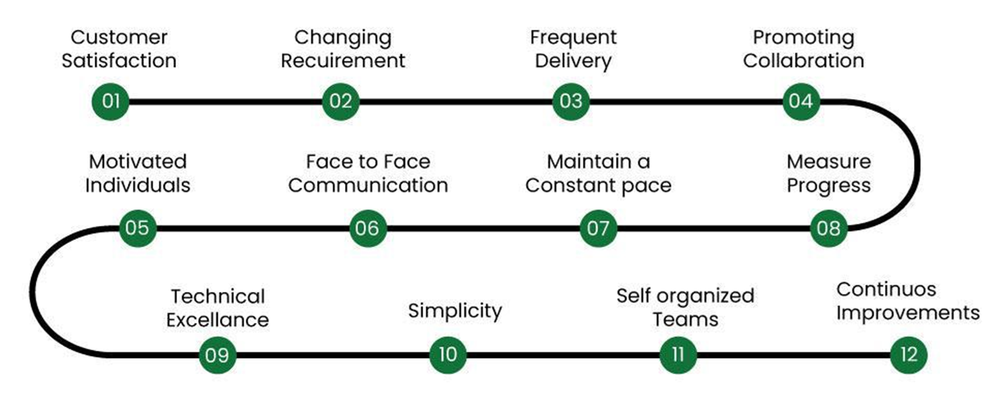 Customer
Satisfaction
01
Changing
Recuirement
02
Frequent
Delivery
03
Promoting
Collabration
04
Motivated
Individuals
05
Face to Face
Communication
06
Maintain a
Constant pace
07
Measure
Progress
08
Technical
Excellance
09
Simplicity
10
Self organized
Teams
11
Continuos
Improvements
12